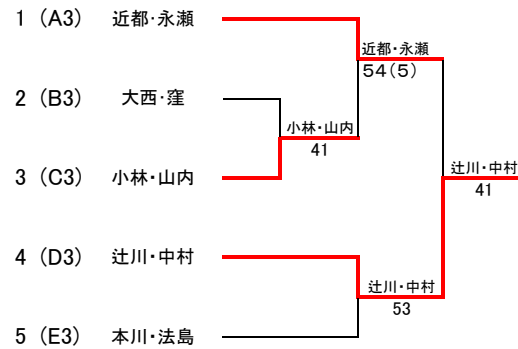 1 (A3) 近都・永瀬
近都・永瀬
54(5)
2 (B3) 大西・窪
小林・山内
41
3 (C3) 小林・山内
辻川・中村
41
4 (D3) 辻川・中村
辻川・中村
53
5 (E3) 本川・法島